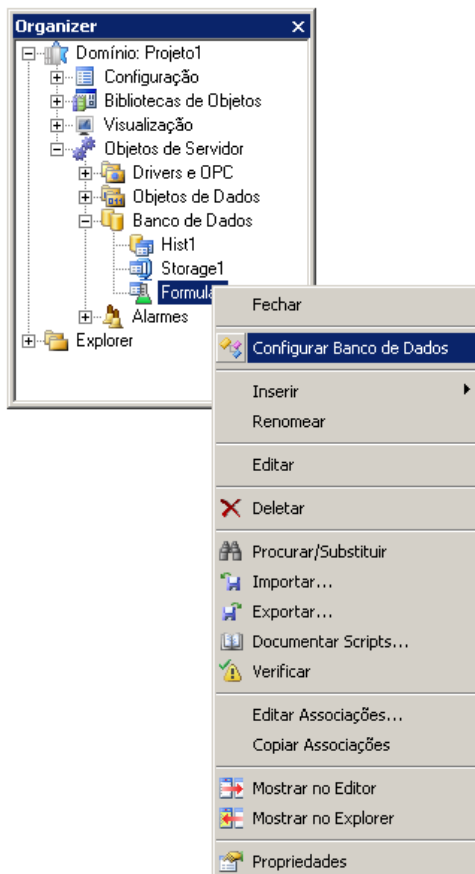 Organizer
Domínio: Projeto1
Configuração
Bibliotecas de Objetos
Visualização
Objetos de Servidor
Drivers e OPC
Objetos de Dados
Banco de Dados
Hist1
Storage1
Formula
Alarmes
Explorer
Fechar
Configurar Banco de Dados
Inserir
Renomear
Editar
Deletar
Procurar/Substituir
Importar...
Exportar...
Documentar Scripts...
Verificar
Editar Associações...
Copiar Associações
Mostrar no Editor
Mostrar no Explorer
Propriedades